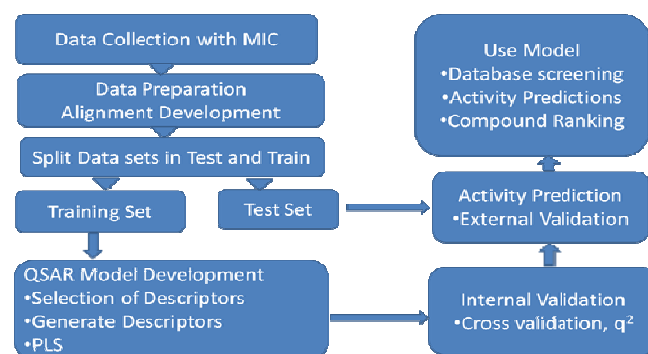 Data Collection with MIC
Data Preparation
Alignment Development
Split Data sets in Test and Train
Training Set
Test Set
QSAR Model Development
•Selection of Descriptors
•Generate Descriptors
•PLS
Internal Validation
•Cross validation, q²
Activity Prediction
•External Validation
Use Model
•Database screening
•Activity Predictions
•Compound Ranking